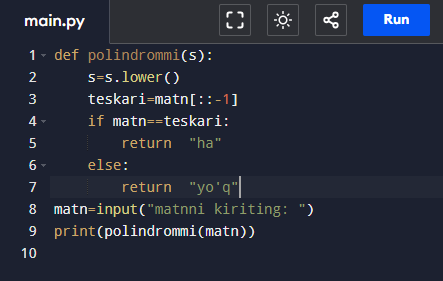 main.py Run
1 def polindrommi(s):
2     s=s.lower()
3     teskari=matn[::-1]
4     if matn==teskari:
5         return  "ha"
6     else:
7         return  "yo'q"
8 matn=input("matnni kiriting: ")
9 print(polindrommi(matn))
10